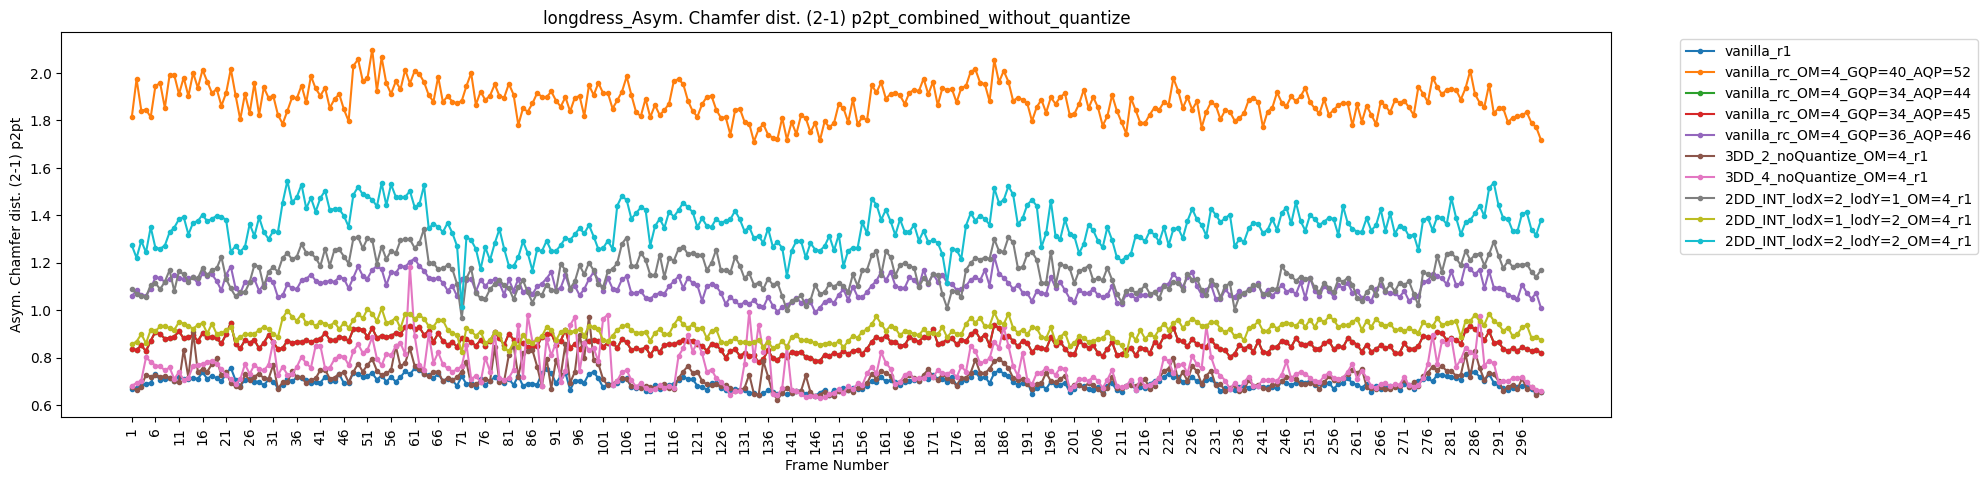 longdress_Asym. Chamfer dist. (2-1) p2pt_combined_without_quantize
Asym. Chamfer dist. (2-1) p2pt
2.0
1.8
1.6
1.4
1.2
1.0
0.8
0.6
1 6 11 16 21 26 31 36 41 46 51 56 61 66 71 76 81 86 91 96 101 106 111 116 121 126 131 136 141 146 151 156 161 166 171 176 181 186 191 196 201 206 211 216 221 226 231 236 241 246 251 256 261 266 271 276 281 286 291 296
Frame Number
vanilla_r1
vanilla_rc_OM=4_GQP=40_AQP=52
vanilla_rc_OM=4_GQP=34_AQP=44
vanilla_rc_OM=4_GQP=34_AQP=45
vanilla_rc_OM=4_GQP=36_AQP=46
3DD_2_noQuantize_OM=4_r1
3DD_4_noQuantize_OM=4_r1
2DD_INT_lodX=2_lodY=1_OM=4_r1
2DD_INT_lodX=1_lodY=2_OM=4_r1
2DD_INT_lodX=2_lodY=2_OM=4_r1